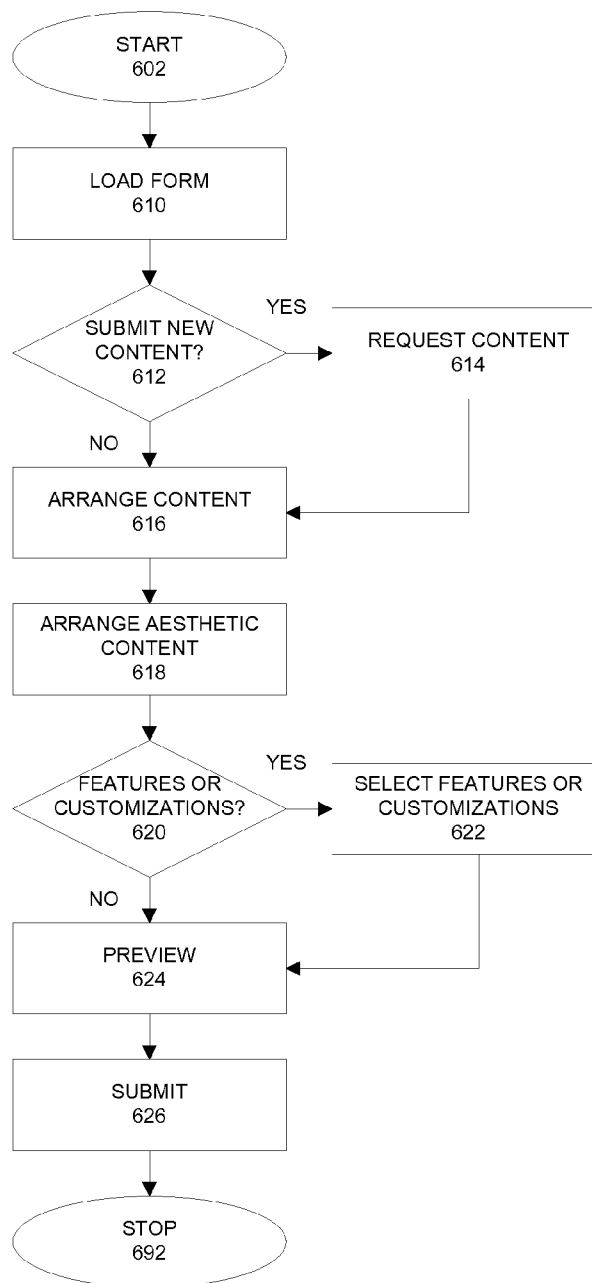 START
602
LOAD FORM
610
SUBMIT NEW
CONTENT?
612
YES
REQUEST CONTENT
614
NO
ARRANGE CONTENT
616
ARRANGE AESTHETIC
CONTENT
618
FEATURES OR
CUSTOMIZATIONS?
620
YES
SELECT FEATURES OR
CUSTOMIZATIONS
622
NO
PREVIEW
624
SUBMIT
626
STOP
692